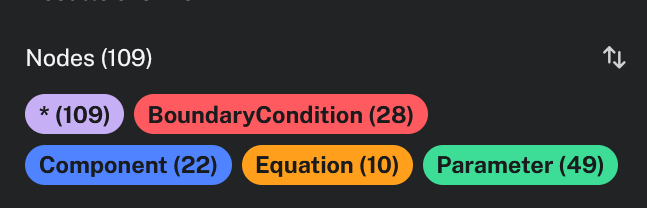 Nodes (109)
* (109) BoundaryCondition (28)
Component (22) Equation (10) Parameter (49)